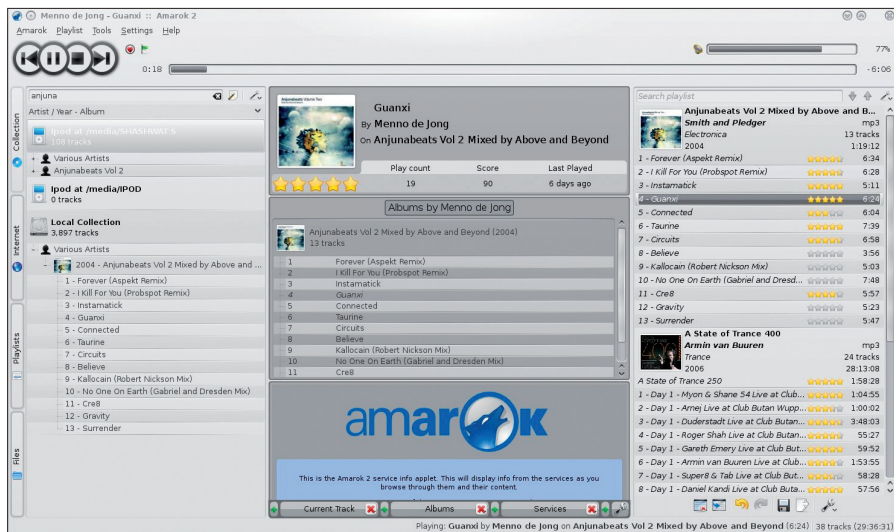 Menno de Jong - Guanxi :: Amarok 2
Amarok Playlist Tools Settings Help
77%
0:18
-6:06
Collection
Internet
Playlists
Files
anjuna
Artist / Year - Album
Ipod at /media/SHASHWAT S
108 tracks
Various Artists
Anjunabeats Vol 2
Ipod at /media/IPOD
0 tracks
Local Collection
3,897 tracks
Various Artists
2004 - Anjunabeats Vol 2 Mixed by Above and ...
1 - Forever (Aspekt Remix)
2 - I Kill For You (Probspot Remix)
3 - Instamatick
4 - Guanxi
5 - Connected
6 - Taurine
7 - Circuits
8 - Believe
9 - Kallocain (Robert Nickson Mix)
10 - No One On Earth (Gabriel and Dresden Mix)
11 - Cre8
12 - Gravity
13 - Surrender
Guanxi
By Menno de Jong
On Anjunabeats Vol 2 Mixed by Above and Beyond
Play count Score Last Played
19 90 6 days ago
Albums by Menno de Jong
Anjunabeats Vol 2 Mixed by Above and Beyond (2004)
13 tracks
1 Forever (Aspekt Remix)
2 I Kill For You (Probspot Remix)
3 Instamatick
4 Guanxi
5 Connected
6 Taurine
7 Circuits
8 Believe
9 Kallocain (Robert Nickson Mix)
10 No One On Earth (Gabriel and Dresden Mix)
11 Cre8
amarok
This is the Amarok 2 service info applet. This will display info from the services as you
browse through them and their content.
Current Track Albums Services
Search playlist
Anjunabeats Vol 2 Mixed by Above and B...
Smith and Pledger mp3
Electronica 13 tracks
2004 1:19:12
1 - Forever (Aspekt Remix) 6:34
2 - I Kill For You (Probspot Remix) 6:28
3 - Instamatick 5:11
4 - Guanxi 6:24
5 - Connected 6:04
6 - Taurine 7:39
7 - Circuits 6:58
8 - Believe 3:56
9 - Kallocain (Robert Nickson Mix) 5:03
10 - No One On Earth (Gabriel and Dresd... 7:48
11 - Cre8 5:57
12 - Gravity 5:23
13 - Surrender 5:47
A State of Trance 400
Armin van Buuren mp3
Trance 24 tracks
2006 28:13:08
A State of Trance 250 1:58:28
1 - Day 1 - Myon & Shane 54 Live at Club... 1:04:55
2 - Day 1 - Arnej Live at Club Butan Wupp... 1:00:02
3 - Day 1 - Duderstadt Live at Club Butan... 3:48:03
4 - Day 1 - Roger Shah Live at Club Butan... 55:27
5 - Day 1 - Gareth Emery Live at Club But... 59:52
6 - Day 1 - Armin van Buuren Live at Club... 1:53:55
7 - Day 1 - Super8 & Tab Live at Club But... 58:28
8 - Day 1 - Daniel Kandi Live at Club But... 57:56
Playing: Guanxi by Menno de Jong on Anjunabeats Vol 2 Mixed by Above and Beyond (6:24) 38 tracks (29:36:31)